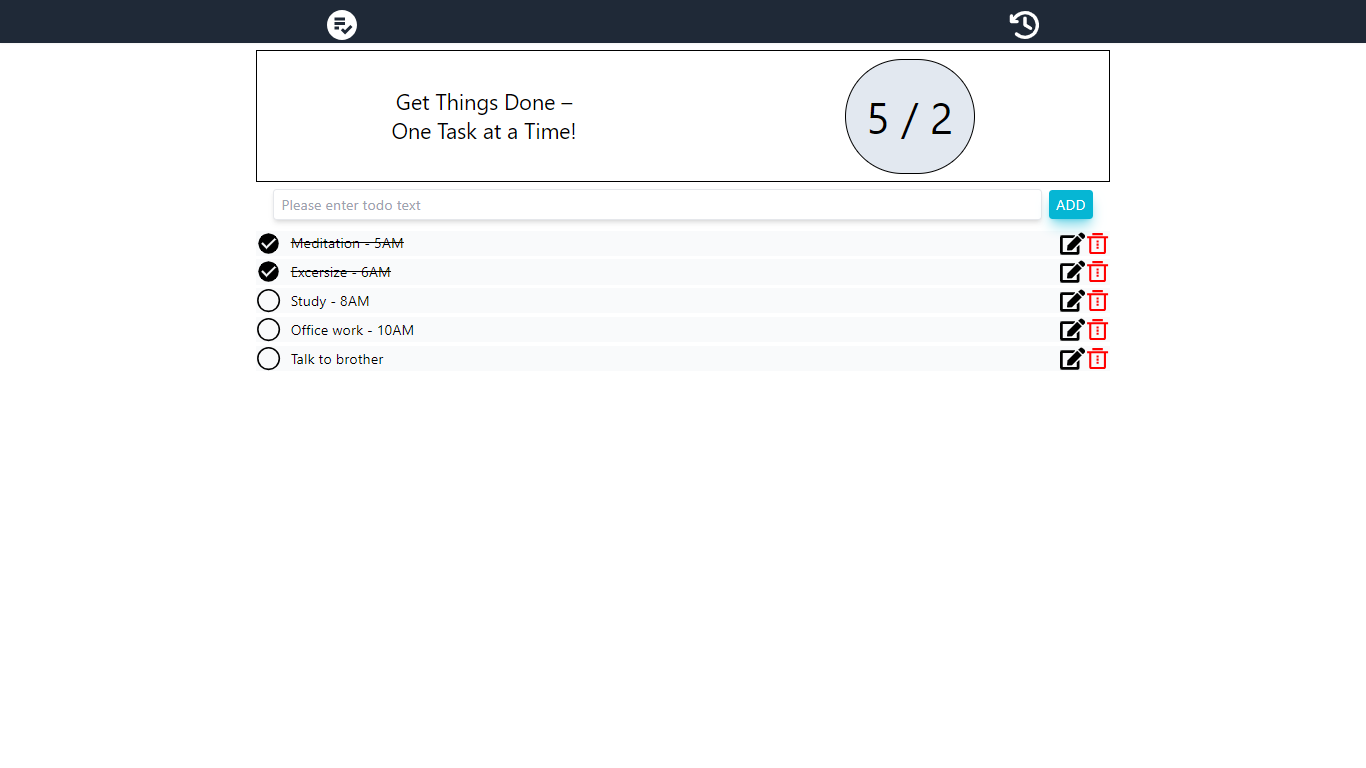 Get Things Done –
One Task at a Time!
5 / 2
Please enter todo text
ADD
Meditation - 5AM
Excersize - 6AM
Study - 8AM
Office work - 10AM
Talk to brother